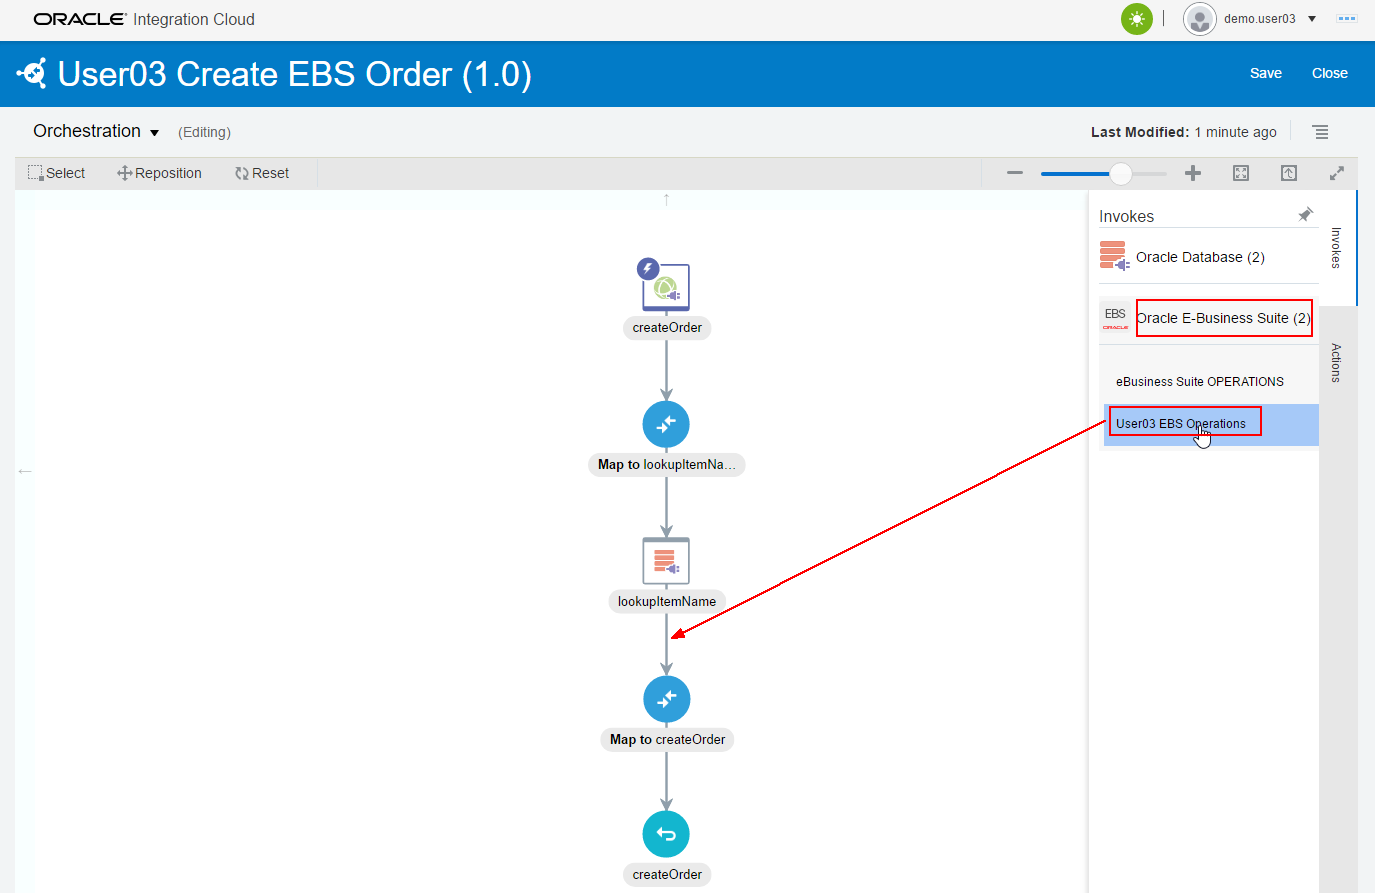 ORACLE Integration Cloud
demo.user03
User03 Create EBS Order (1.0)
Save
Close
Orchestration
(Editing)
Last Modified: 1 minute ago
Select
Reposition
Reset
Invokes
Oracle Database (2)
EBS
ORACLE
Oracle E-Business Suite (2)
eBusiness Suite OPERATIONS
User03 EBS Operations
Invokes
Actions
createOrder
Map to lookupItemNa...
lookupItemName
Map to createOrder
createOrder